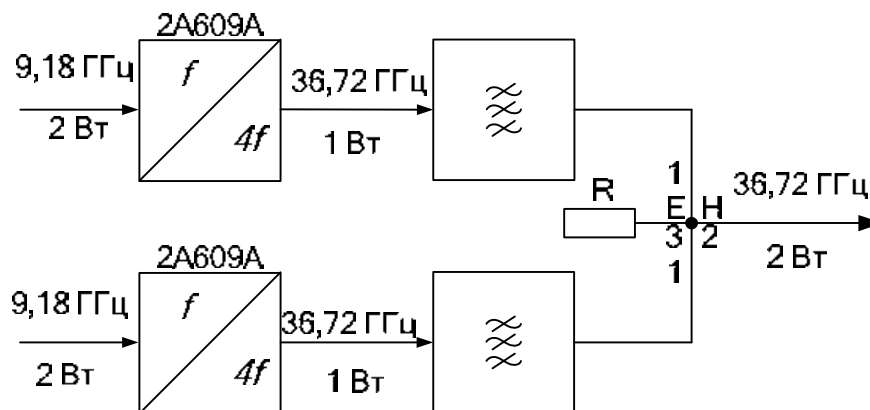 2А609А
9,18 ГГц
f
4f
2 Вт
36,72 ГГц
1 Вт
R
1
E H
3 2
1
36,72 ГГц
2 Вт
2А609А
9,18 ГГц
f
4f
2 Вт
36,72 ГГц
1 Вт